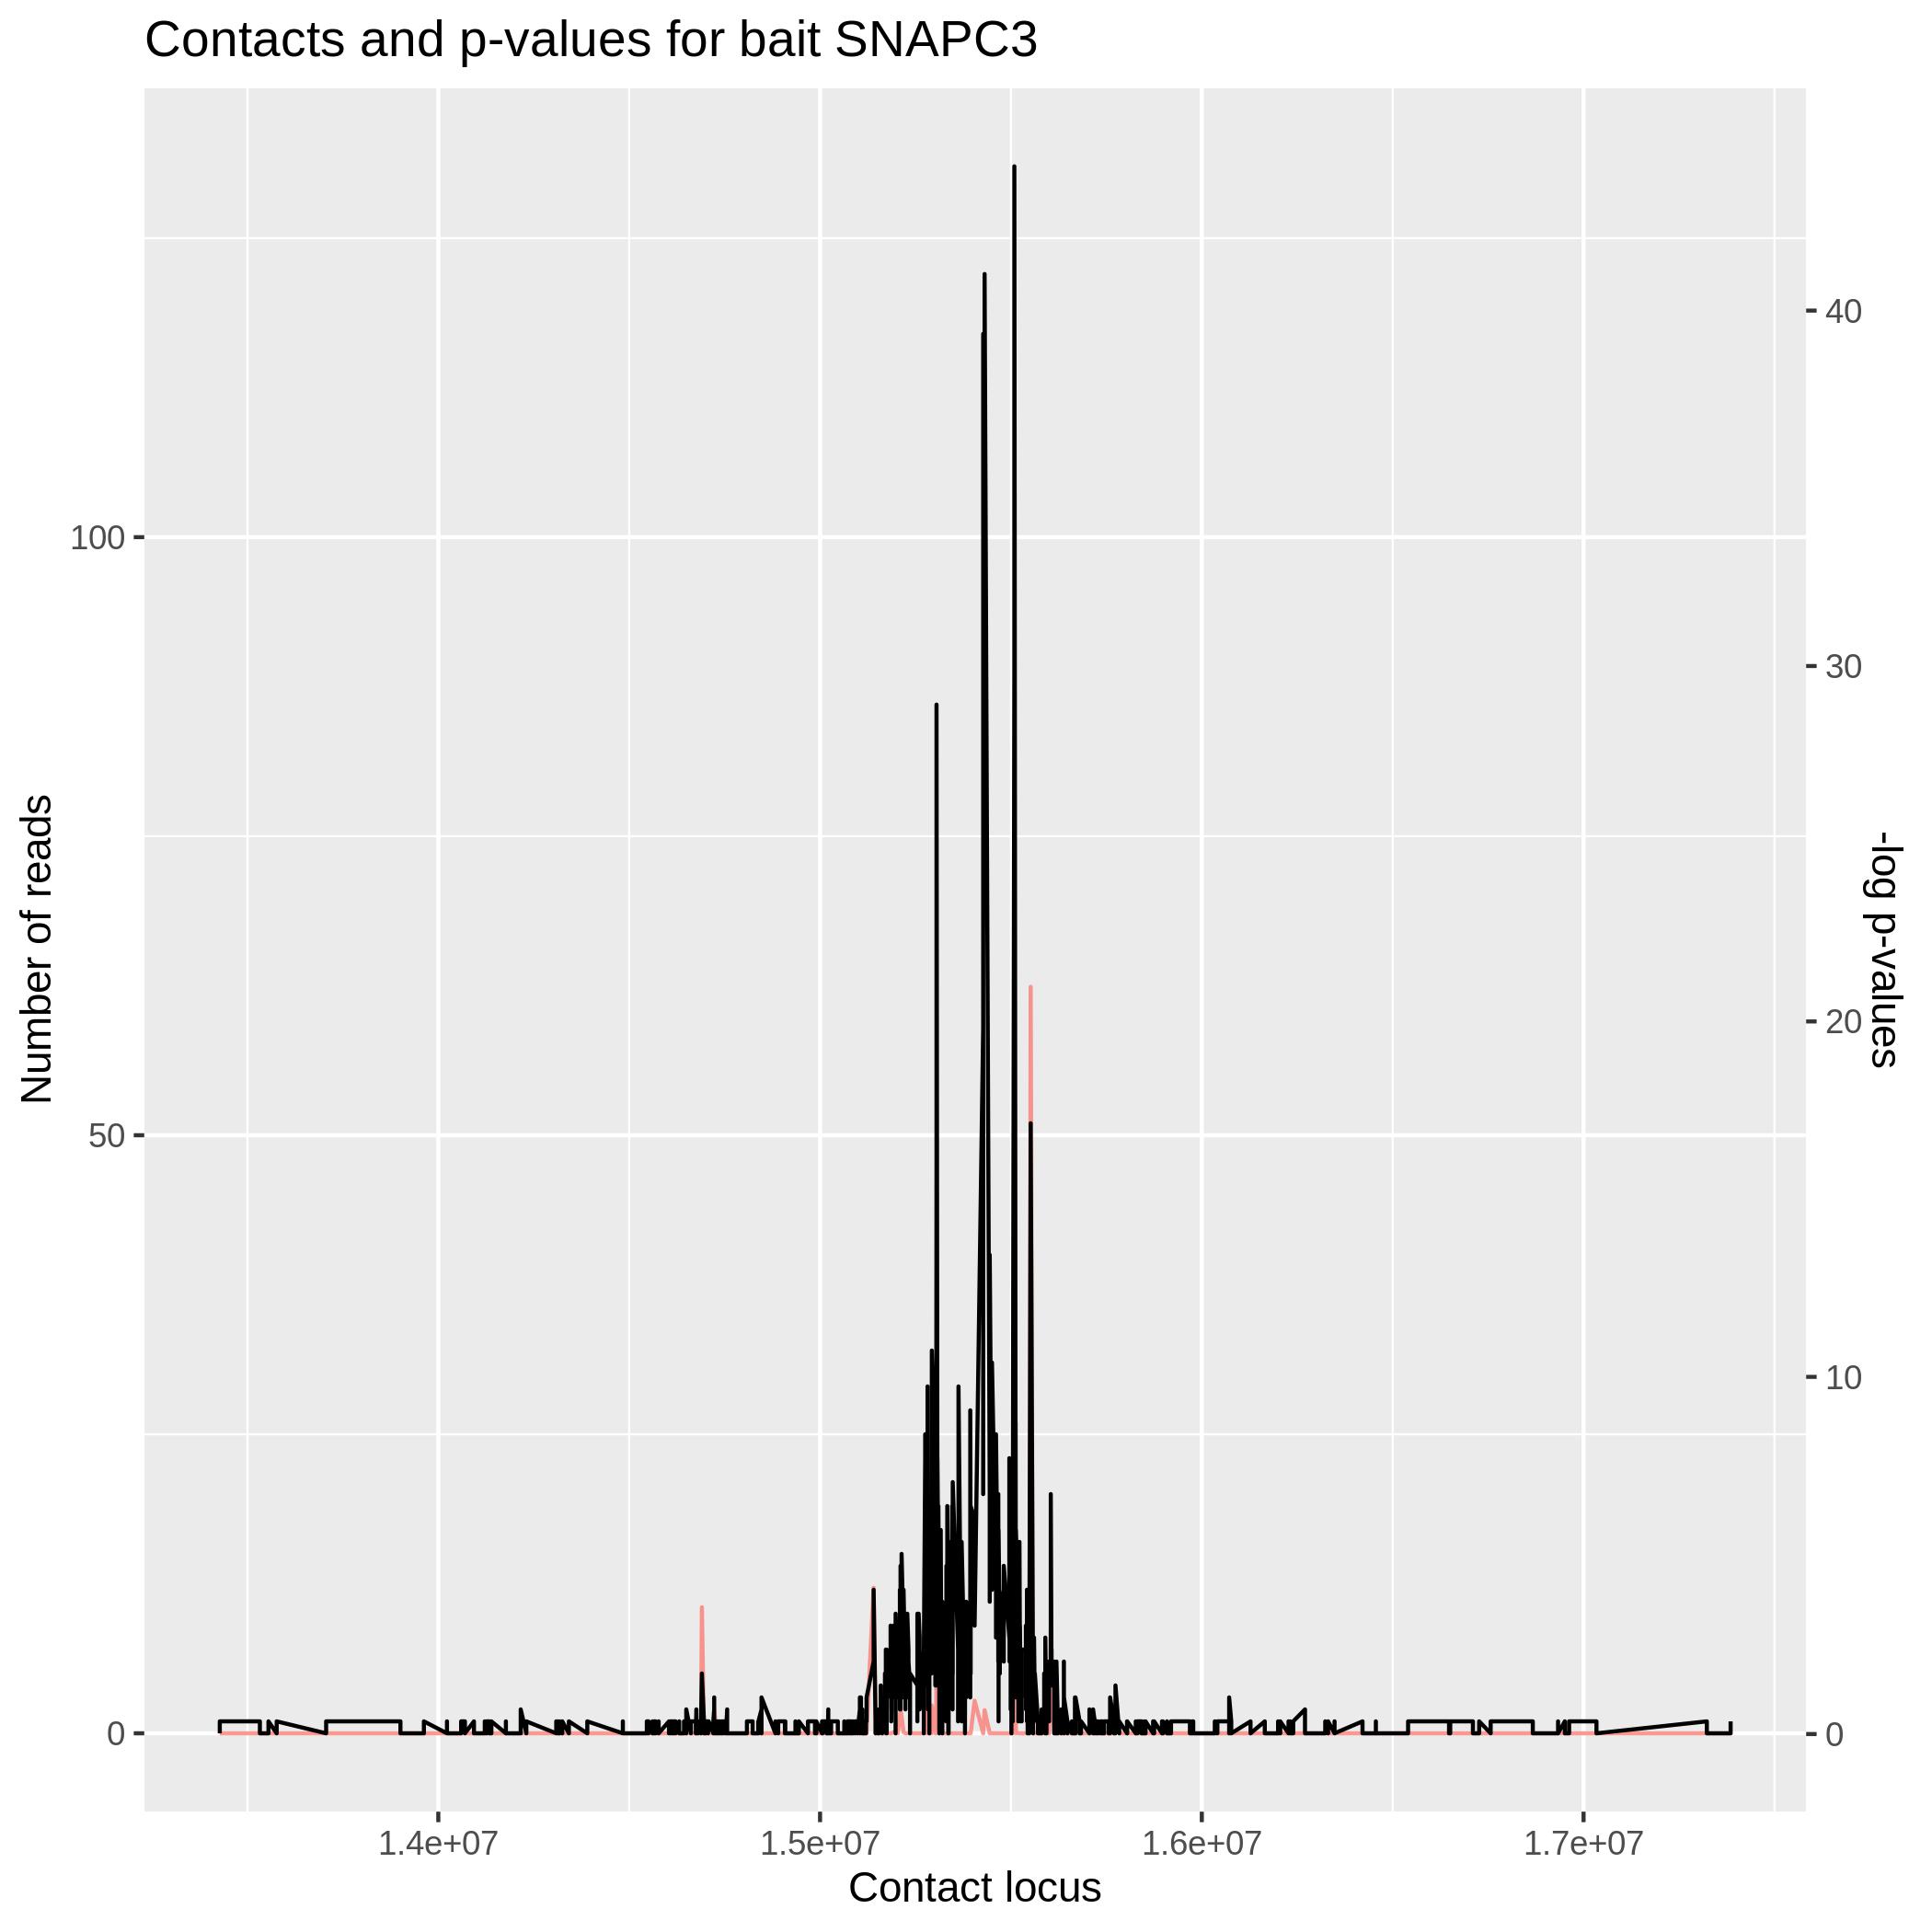 Contacts and p-values for bait SNAPC3
Number of reads
100
50
0
40
30
20
10
0
-log p-values
1.4e+07
1.5e+07
1.6e+07
1.7e+07
Contact locus